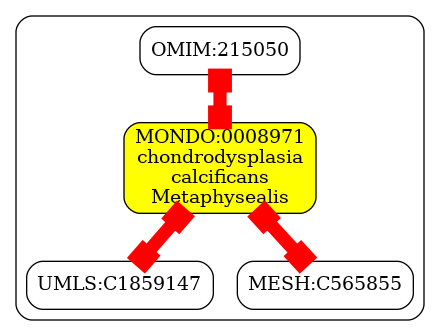 OMIM:215050
MONDO:0008971
chondrodysplasia
calcificans
Metaphysealis
UMLS:C1859147
MESH:C565855